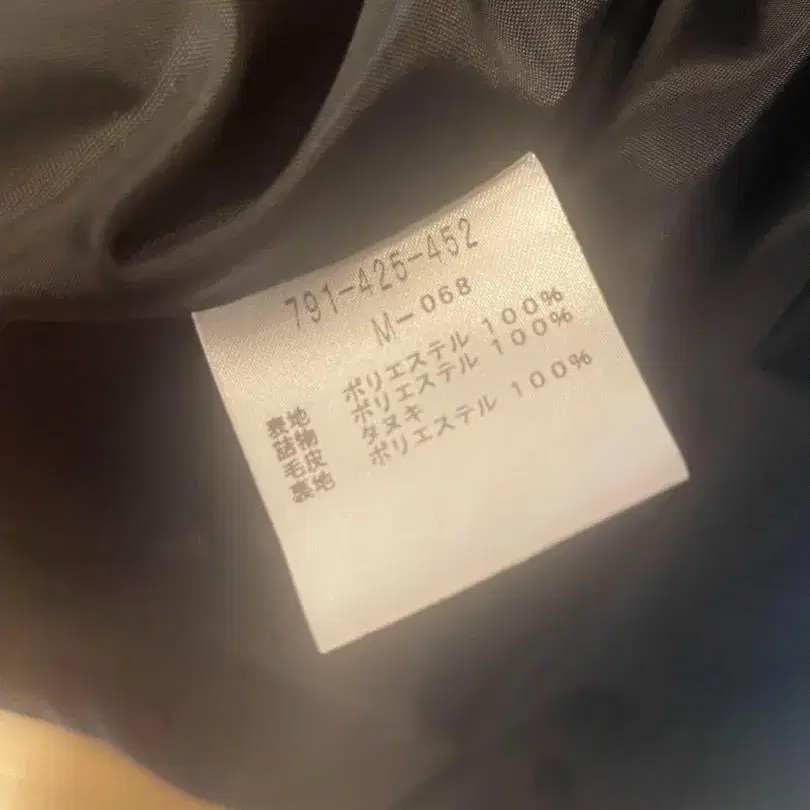 791-425-452
M-068
表地 ポリエステル 100%
詰物 ポリエステル 100%
毛皮 タヌキ
裏地 ポリエステル 100%